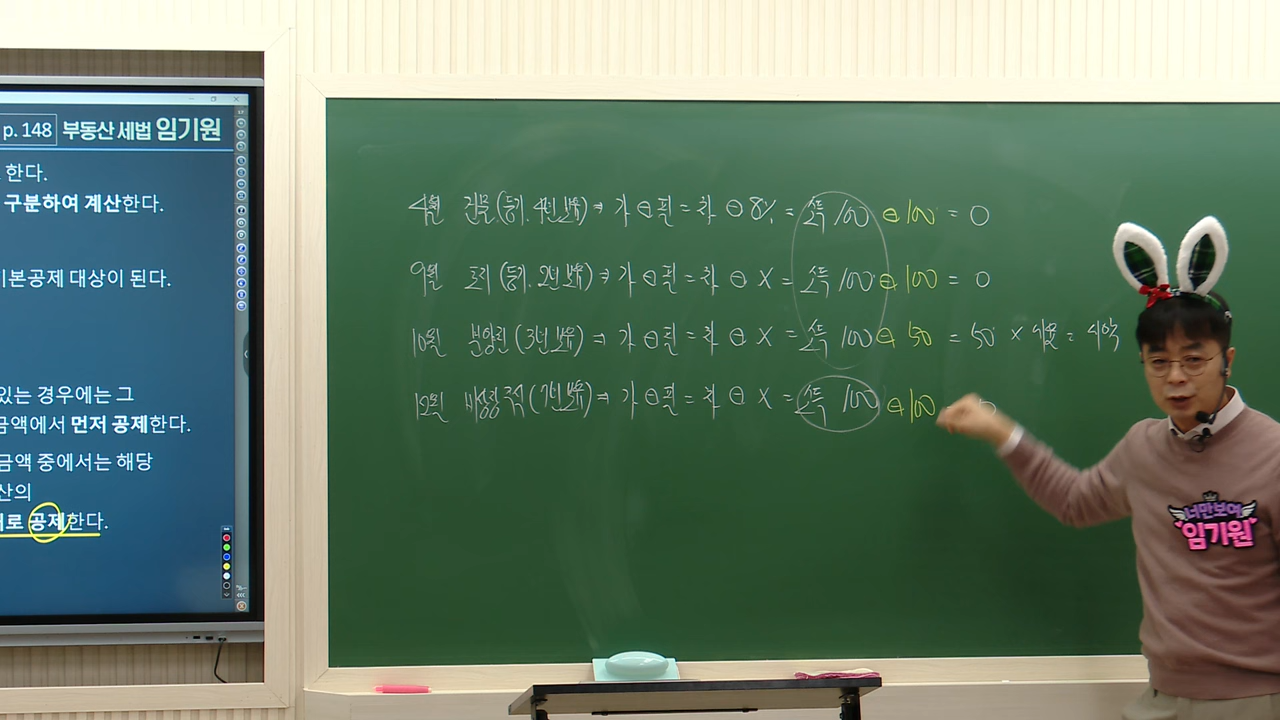 p. 148 부동산 세법 임기원
한다.
구분하여 계산한다.
기본공제 대상이 된다.
있는 경우에는 그
금액에서 먼저 공제한다.
금액 중에서는 해당
산의
로 공제한다.
4월 건물 (등기, 4년 보유) ⇒ 가 ⊖ 필 = 차 ⊖ 8% = 소득 100 ⊖ 100 = 0
9월 토지 (등기, 2년 보유) ⇒ 가 ⊖ 필 = 차 ⊖ X = 소득 100 ⊖ 100 = 0
10월 분양권 (3년 보유) ⇒ 가 ⊖ 필 = 차 ⊖ X = 소득 100 ⊖ 50 = 50 × 세율 = 세액
12월 비상장 주식 (7년 보유) ⇒ 가 ⊖ 필 = 차 ⊖ X = 소득 100 ⊖ 100
너만보여
임기원